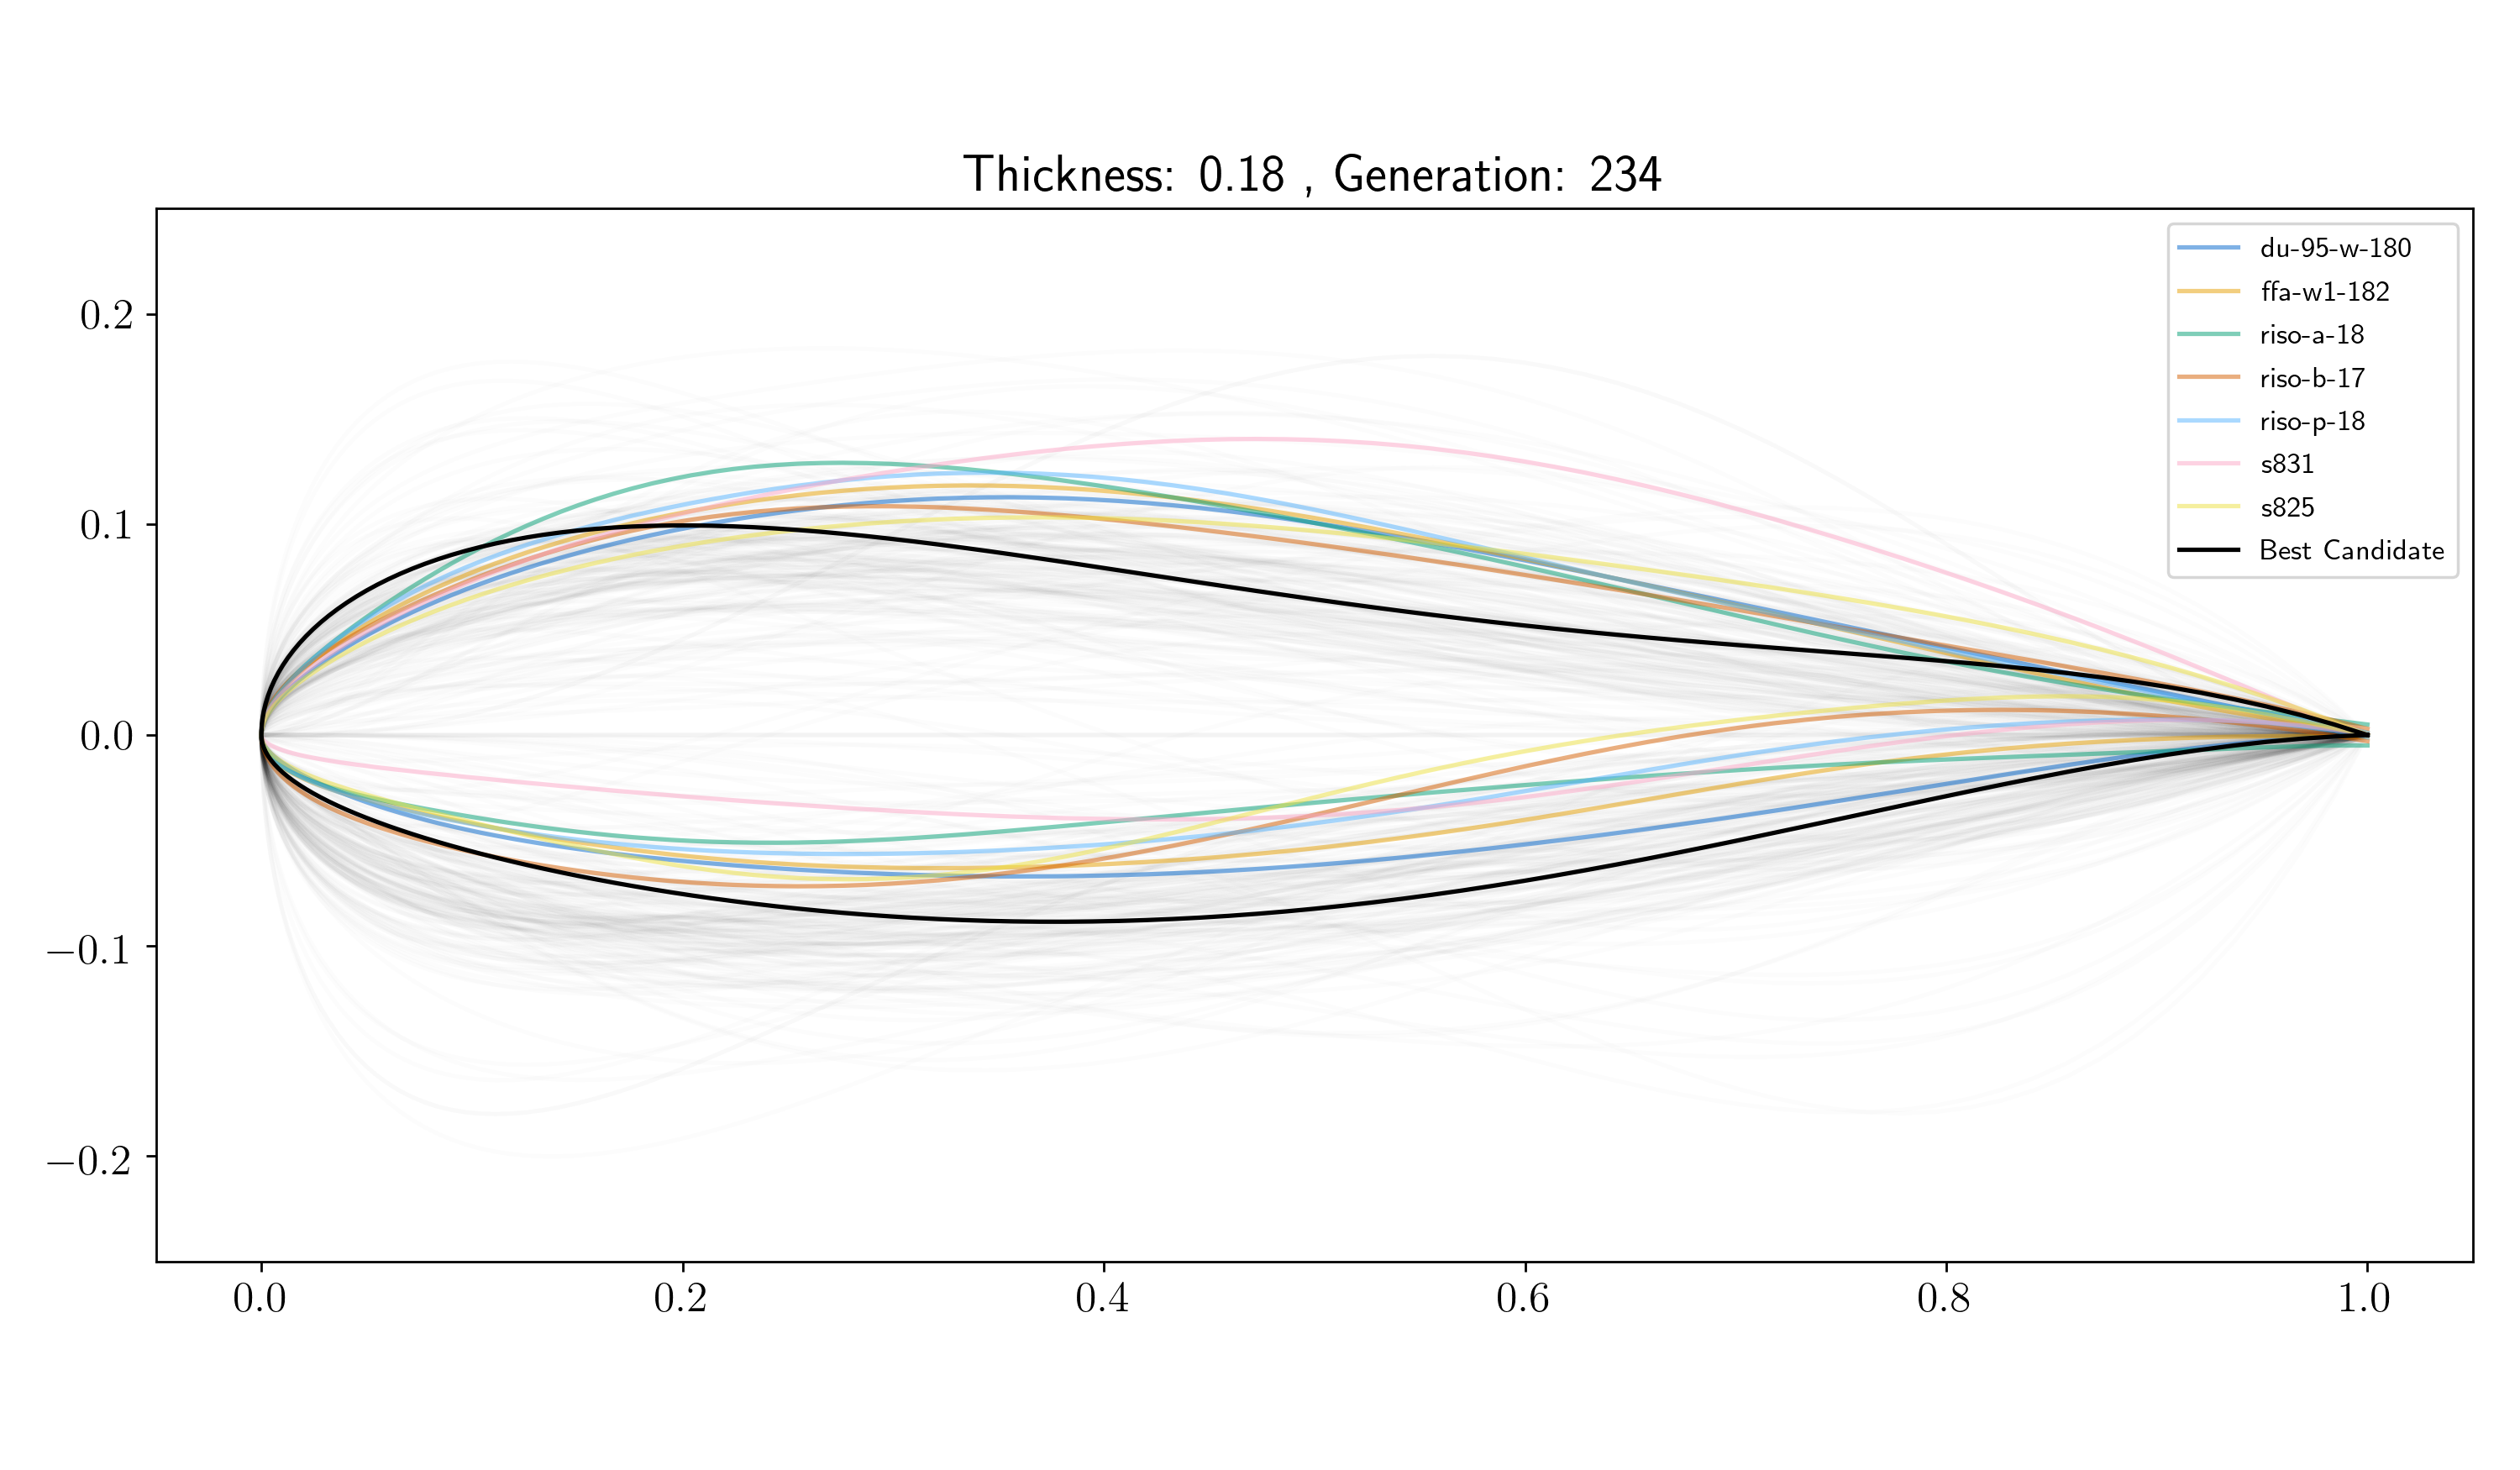 Thickness: 0.18 , Generation: 234
du-95-w-180
ffa-w1-182
riso-a-18
riso-b-17
riso-p-18
s831
s825
Best Candidate
0.2
0.1
0.0
−0.1
−0.2
0.0 0.2 0.4 0.6 0.8 1.0